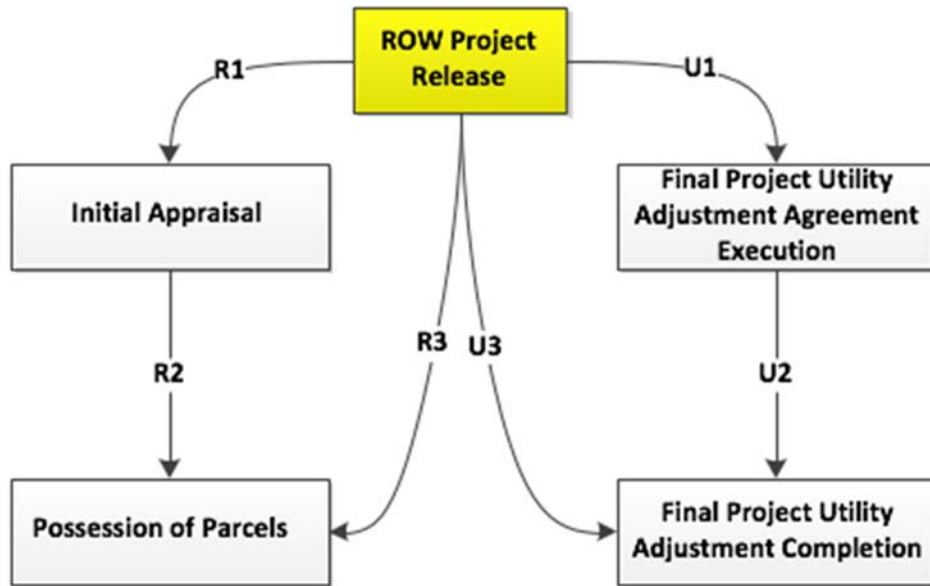 ROW Project
Release
R1
U1
Initial Appraisal
Final Project Utility
Adjustment Agreement
Execution
R3
U3
R2
U2
Possession of Parcels
Final Project Utility
Adjustment Completion